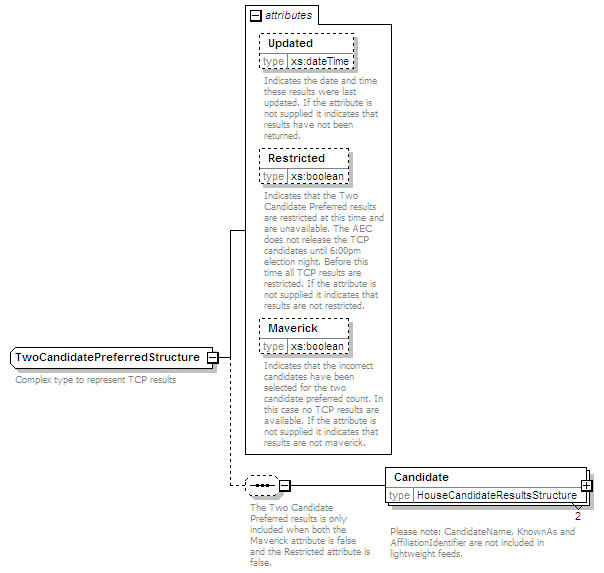 attributes
Updated
type xs:dateTime
Indicates the date and time
these results were last
updated. If the attribute is
not supplied it indicates that
results have not been
returned.
Restricted
type xs:boolean
Indicates that the Two
Candidate Preferred results
are restricted at this time and
are unavailable. The AEC
does not release the TCP
candidates until 6:00pm
election night. Before this
time all TCP results are
restricted. If the attribute is
not supplied it indicates that
results are not restricted.
Maverick
type xs:boolean
Indicates that the incorrect
candidates have been
selected for the two
candidate preferred count. In
this case no TCP results are
available. If the attribute is
not supplied it indicates that
results are not maverick.
TwoCandidatePreferredStructure
Complex type to represent TCP results
The Two Candidate
Preferred results is only
included when both the
Maverick attribute is false
and the Restricted attribute is
false.
Candidate
type HouseCandidateResultsStructure
2
Please note: CandidateName, KnownAs and
AffiliationIdentifier are not included in
lightweight feeds.